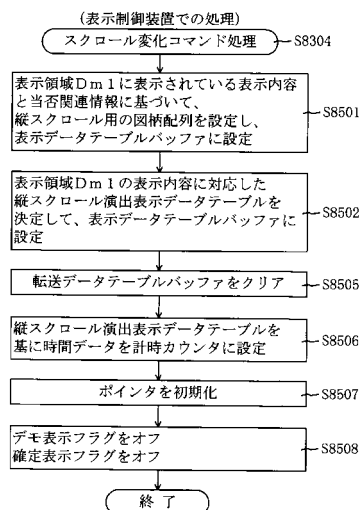 (表示制御装置での処理)
スクロール変化コマンド処理
S8304
表示領域Dm1に表示されている表示内容
と当否関連情報に基づいて、
縦スクロール用の図柄配列を設定し、
表示データテーブルバッファに設定
S8501
表示領域Dm1の表示内容に対応した
縦スクロール演出表示データテーブルを
決定して、表示データテーブルバッファに
設定
S8502
転送データテーブルバッファをクリア
S8505
縦スクロール演出表示データテーブルを
基に時間データを計時カウンタに設定
S8506
ポインタを初期化
S8507
デモ表示フラグをオフ
確定表示フラグをオフ
S8508
終了